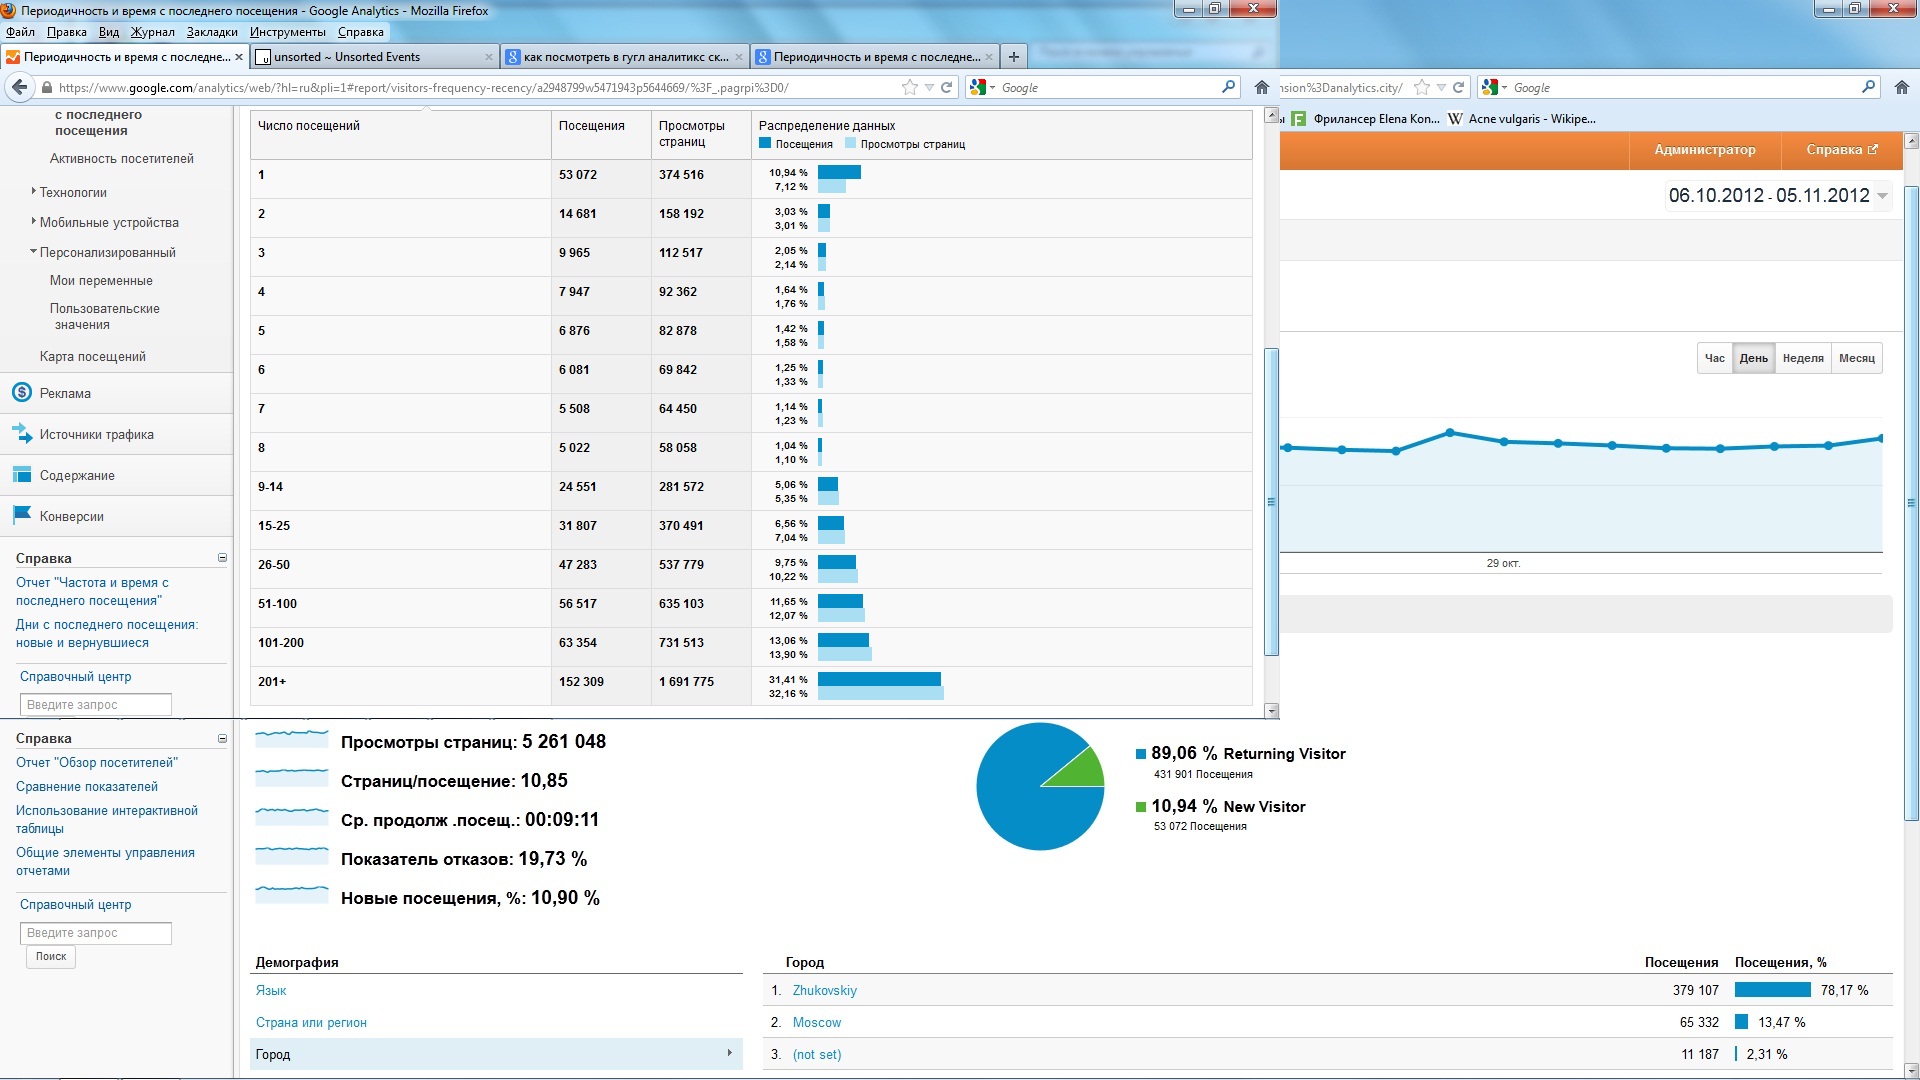 Периодичность и время с последнего посещения - Google Analytics - Mozilla Firefox
Файл Правка Вид Журнал Закладки Инструменты Справка
Периодичность и время с последне...
unsorted ~ Unsorted Events
как посмотреть в гугл аналитикс ск...
Периодичность и время с последне...
https://www.google.com/analytics/web/?hl=ru&pli=1#report/visitors-frequency-recency/a2948799w5471943p5644669/%3F_.pagrpi%3D0/
Google
nsion%3Danalytics.city/
Google
Фрилансер Elena Kon...
Acne vulgaris - Wikipe...
Администратор
Справка
06.10.2012 - 05.11.2012
Час День Неделя Месяц
29 окт.
с последнего
посещения
Активность посетителей
Технологии
Мобильные устройства
Персонализированный
Мои переменные
Пользовательские
значения
Карта посещений
Реклама
Источники трафика
Содержание
Конверсии
Справка
Отчет "Частота и время с
последнего посещения"
Дни с последнего посещения:
новые и вернувшиеся
Справочный центр
Введите запрос
Число посещений Посещения Просмотры страниц Распределение данных
Посещения Просмотры страниц
1 53 072 374 516 10,94 %
7,12 %
2 14 681 158 192 3,03 %
3,01 %
3 9 965 112 517 2,05 %
2,14 %
4 7 947 92 362 1,64 %
1,76 %
5 6 876 82 878 1,42 %
1,58 %
6 6 081 69 842 1,25 %
1,33 %
7 5 508 64 450 1,14 %
1,23 %
8 5 022 58 058 1,04 %
1,10 %
9-14 24 551 281 572 5,06 %
5,35 %
15-25 31 807 370 491 6,56 %
7,04 %
26-50 47 283 537 779 9,75 %
10,22 %
51-100 56 517 635 103 11,65 %
12,07 %
101-200 63 354 731 513 13,06 %
13,90 %
201+ 152 309 1 691 775 31,41 %
32,16 %
Справка
Отчет "Обзор посетителей"
Сравнение показателей
Использование интерактивной
таблицы
Общие элементы управления
отчетами
Справочный центр
Введите запрос
Поиск
Просмотры страниц: 5 261 048
Страниц/посещение: 10,85
Ср. продолж .посещ.: 00:09:11
Показатель отказов: 19,73 %
Новые посещения, %: 10,90 %
89,06 % Returning Visitor
431 901 Посещения
10,94 % New Visitor
53 072 Посещения
Демография
Язык
Страна или регион
Город
Город Посещения Посещения, %
1. Zhukovskiy 379 107 78,17 %
2. Moscow 65 332 13,47 %
3. (not set) 11 187 2,31 %